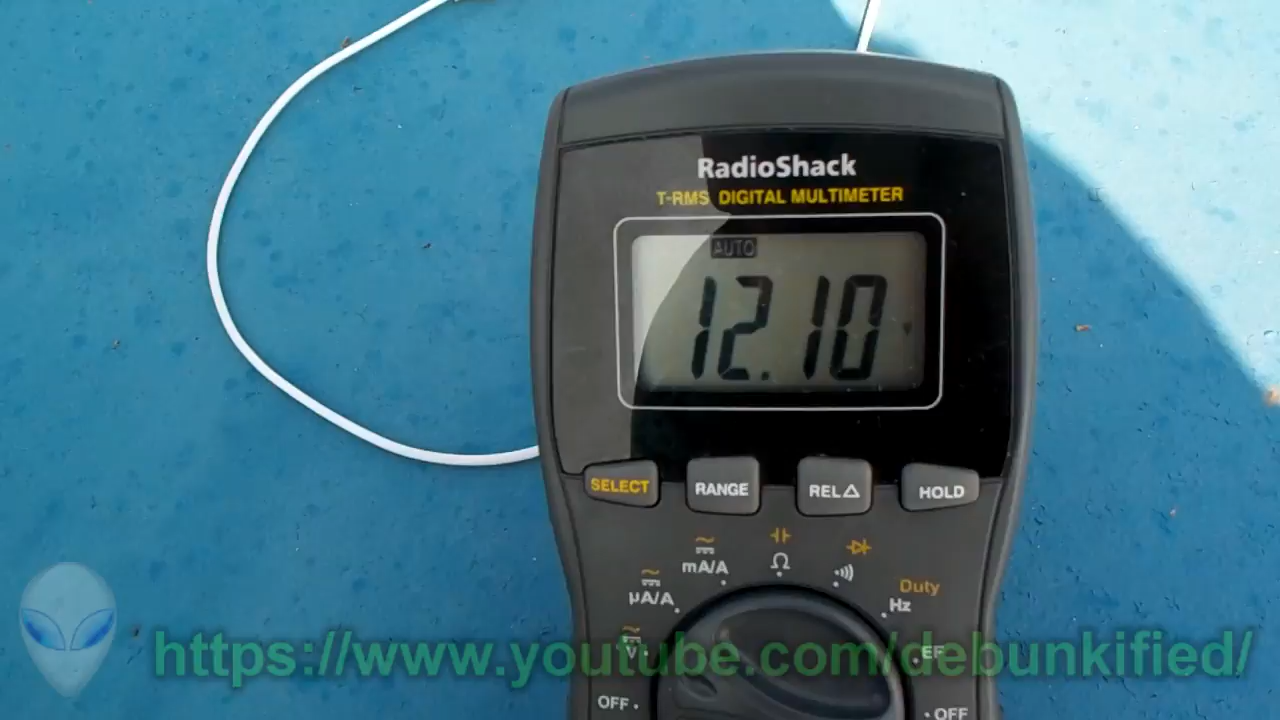 RadioShack
T-RMS DIGITAL MULTIMETER
AUTO
12.10
SELECT
RANGE
REL△
HOLD
mA/A
Ω
μA/A
Duty
Hz
V
EF
OFF
OFF
https://www.youtube.com/debunkified/